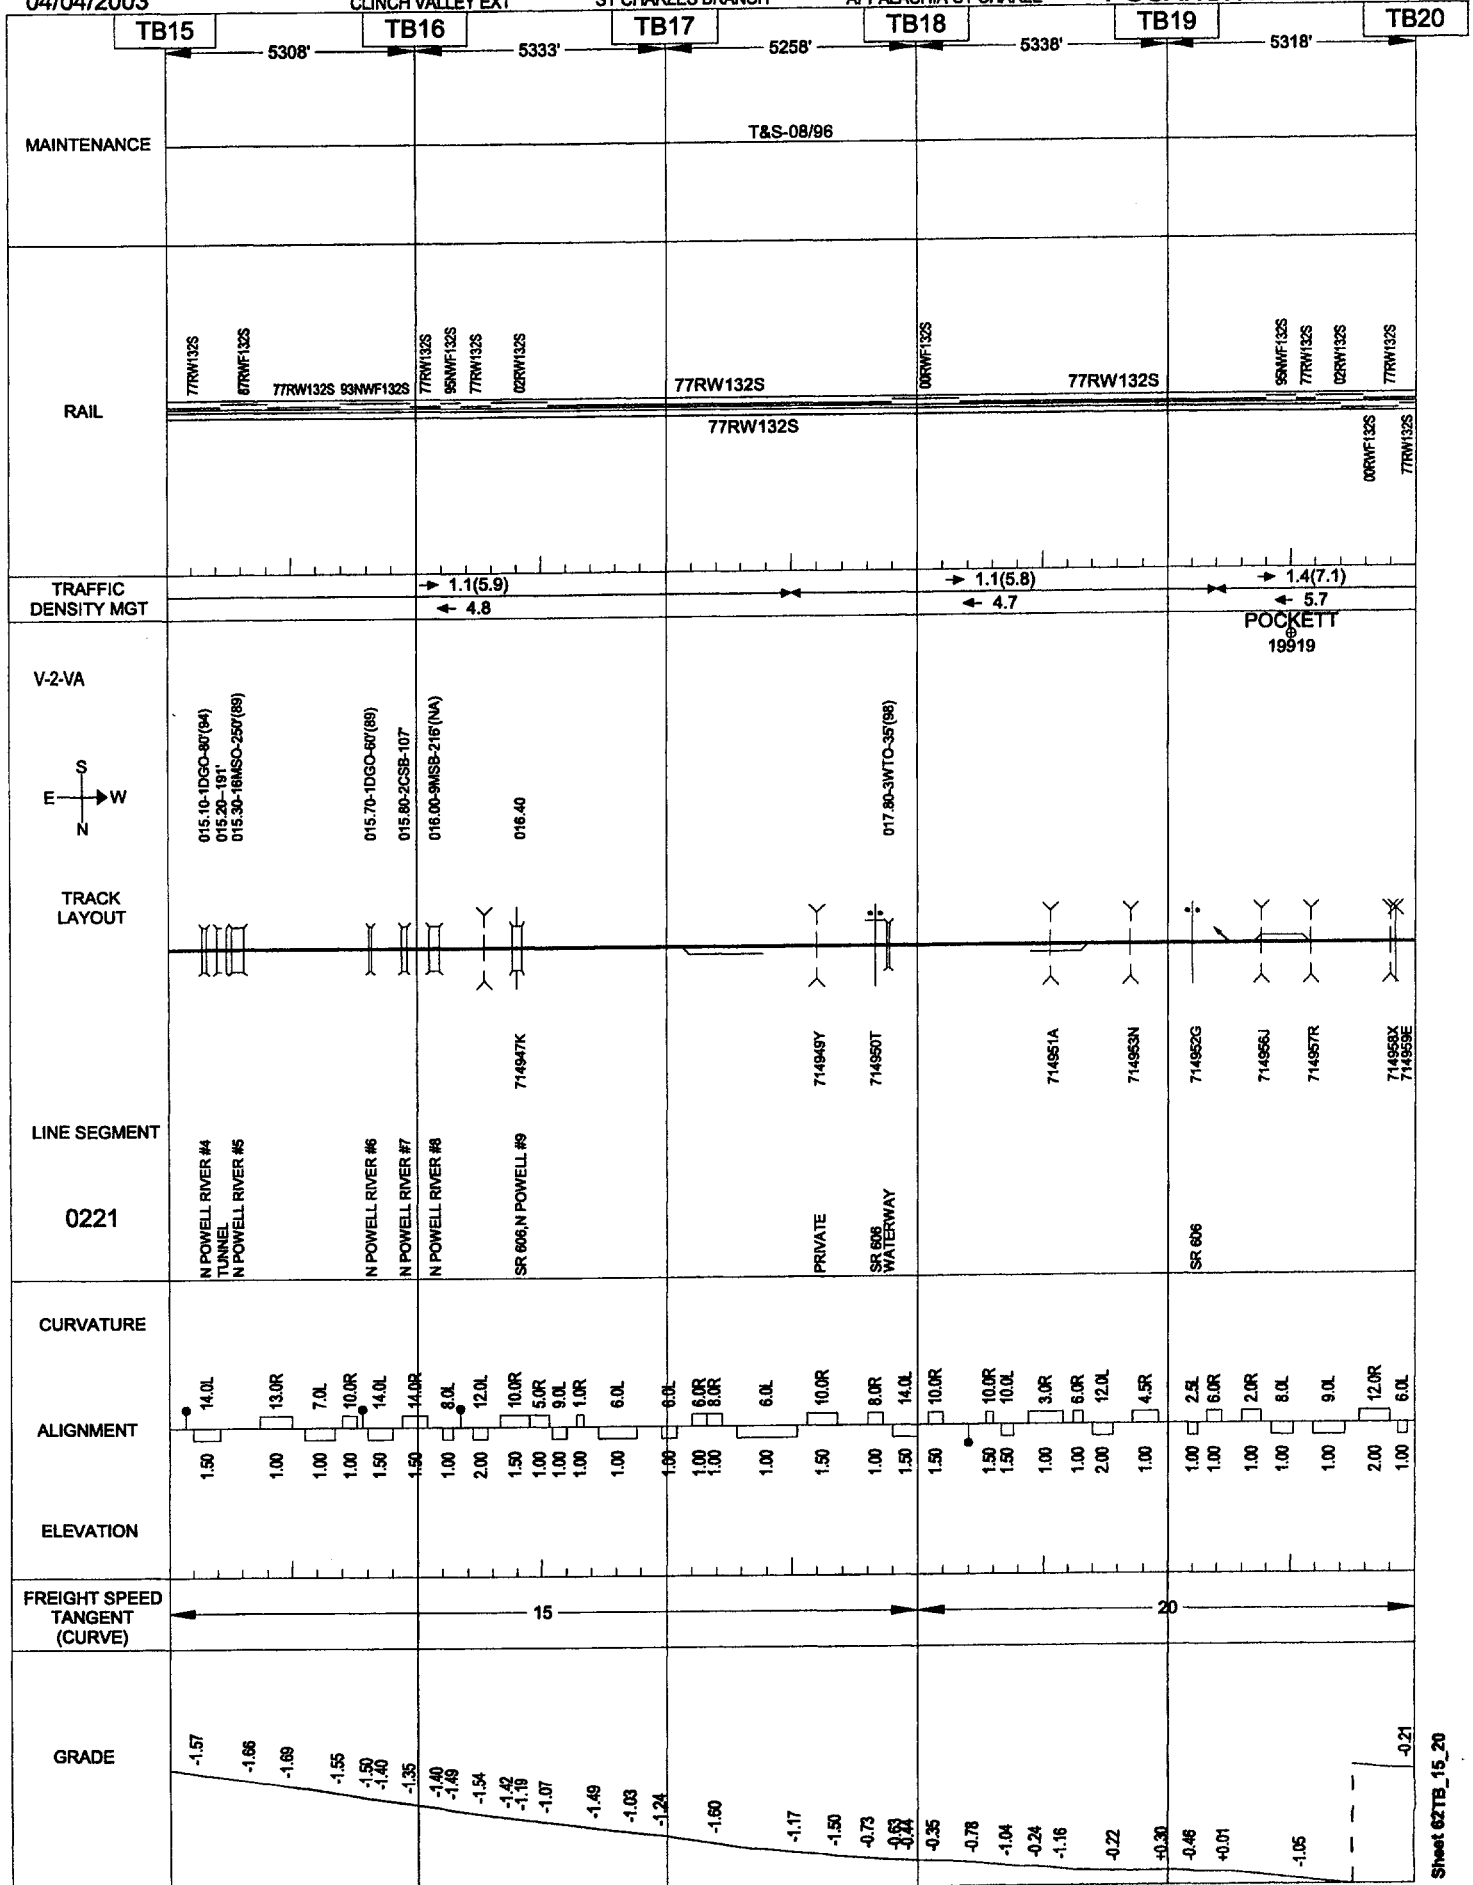 04/04/2003
CLINCH VALLEY EXT
ST CHARLES BRANCH
TB15 TB16 TB17 TB18 TB19 TB20
5308' 5333' 5258' 5338' 5318'
MAINTENANCE
T&S-08/96
RAIL
77RW132S
87RWF132S
77RW132S
93NWF132S
77RW132S
95NWF132S
77RW132S
02RW132S
77RW132S
00RWF132S
77RW132S
95NWF132S
77RW132S
02RW132S
77RW132S
77RW132S
00RWF132S
77RW132S
TRAFFIC
DENSITY MGT
1.1(5.9)
4.8
1.1(5.8)
4.7
1.4(7.1)
5.7
POCKETT
19919
V-2-VA
S
E W
N
015.10-1DGO-80'(94)
015.20- 191'
015.30-16MSO-250'(89)
015.70-1DGO-60'(89)
015.80-2CSB-107'
016.00-9MSB-216'(NA)
016.40
017.80-3WTO-35'(98)
TRACK
LAYOUT
714947K
714949Y
714950T
714951A
714953N
714952G
714956J
714957R
714958X
714959E
LINE SEGMENT
0221
N POWELL RIVER #4
TUNNEL
N POWELL RIVER #5
N POWELL RIVER #6
N POWELL RIVER #7
N POWELL RIVER #8
SR 606,N POWELL #9
PRIVATE
SR 606
WATERWAY
SR 606
CURVATURE
14.0L 13.0R 7.0L 10.0R 14.0L 14.0R 8.0L 12.0L 10.0R 5.0R 9.0L 1.0R 6.0L 6.0L 6.0R 8.0R 6.0L 10.0R 8.0R 14.0L 10.0R 10.0R 10.0L 3.0R 6.0R 12.0L 4.5R 2.5L 6.0R 2.0R 8.0L 9.0L 12.0R 6.0L
ALIGNMENT
1.50 1.00 1.00 1.00 1.50 1.50 1.00 2.00 1.50 1.00 1.00 1.00 1.00 1.00 1.00 1.00 1.00 1.50 1.00 1.50 1.50 1.50 1.50 1.00 1.00 2.00 1.00 1.00 1.00 1.00 1.00 1.00 2.00 1.00
ELEVATION
FREIGHT SPEED
TANGENT
(CURVE)
15 20
GRADE
-1.57 -1.66 -1.69 -1.55 -1.50 -1.40 -1.35 -1.40 -1.49 -1.54 -1.42 -1.19 -1.07 -1.49 -1.03 -1.24 -1.60 -1.17 -1.50 -0.73 -0.63 -0.44 -0.35 -0.78 -1.04 -0.24 -1.16 -0.22 +0.30 -0.46 +0.01 -1.05 -0.21
Sheet 62TB_15_20